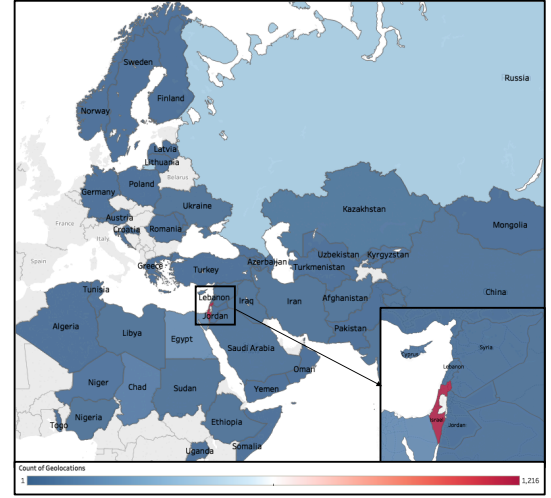 Sweden
Russia
Finland
Norway
Latvia
Lithuania
Belarus
Germany
Poland
Ukraine
Kazakhstan
Austria
France
Croatia
Romania
Mongolia
Italy
Uzbekistan
Kyrgyzstan
Azerbaijan
Spain
Greece
Turkey
Turkmenistan
Tunisia
China
Lebanon
Iraq
Iran
Afghanistan
Jordan
Algeria
Libya
Egypt
Pakistan
Saudi Arabia
Oman
Niger
Chad
Sudan
Yemen
Nigeria
Togo
Ethiopia
Somalia
Uganda
Cyprus
Syria
Lebanon
Israel
Jordan
Count of Geolocations
1
1,216